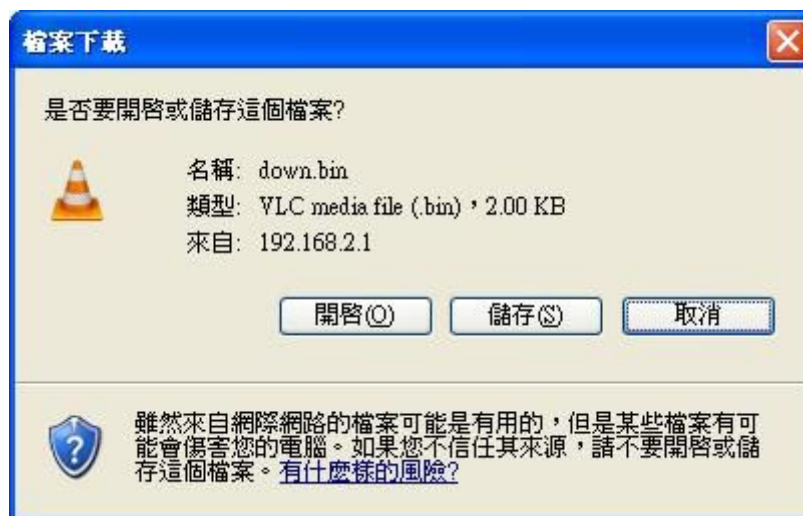 檔案下載
是否要開啓或儲存這個檔案?
名稱: down.bin
類型: VLC media file (.bin)，2.00 KB
來自: 192.168.2.1
開啓(O) 儲存(S) 取消
雖然來自網際網路的檔案可能是有用的，但是某些檔案有可
能會傷害您的電腦。如果您不信任其來源，請不要開啓或儲
存這個檔案。有什麼樣的風險?